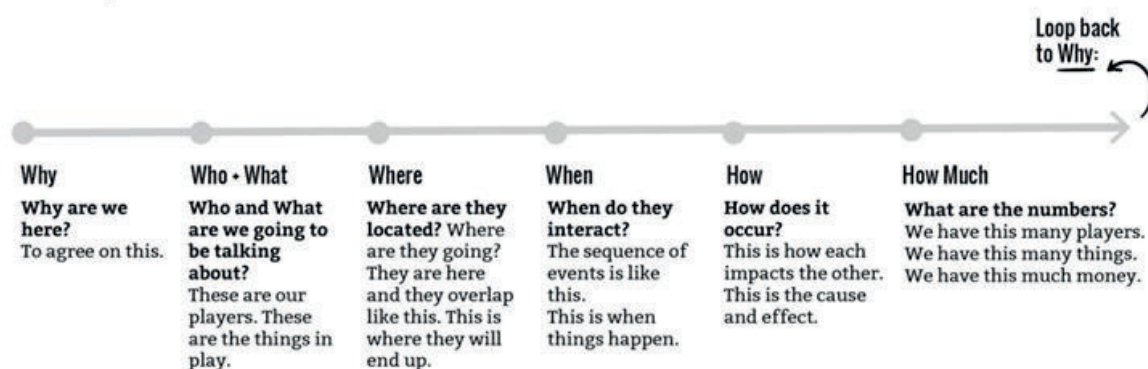 Loop back
to Why:
Why
Why are we
here?
To agree on this.
Who + What
Who and What
are we going to
be talking
about?
These are our
players. These
are the things in
play.
Where
Where are they
located? Where
are they going?
They are here
and they overlap
like this. This is
where they will
end up.
When
When do they
interact?
The sequence of
events is like
this.
This is when
things happen.
How
How does it
occur?
This is how each
impacts the other.
This is the cause
and effect.
How Much
What are the numbers?
We have this many players.
We have this many things.
We have this much money.